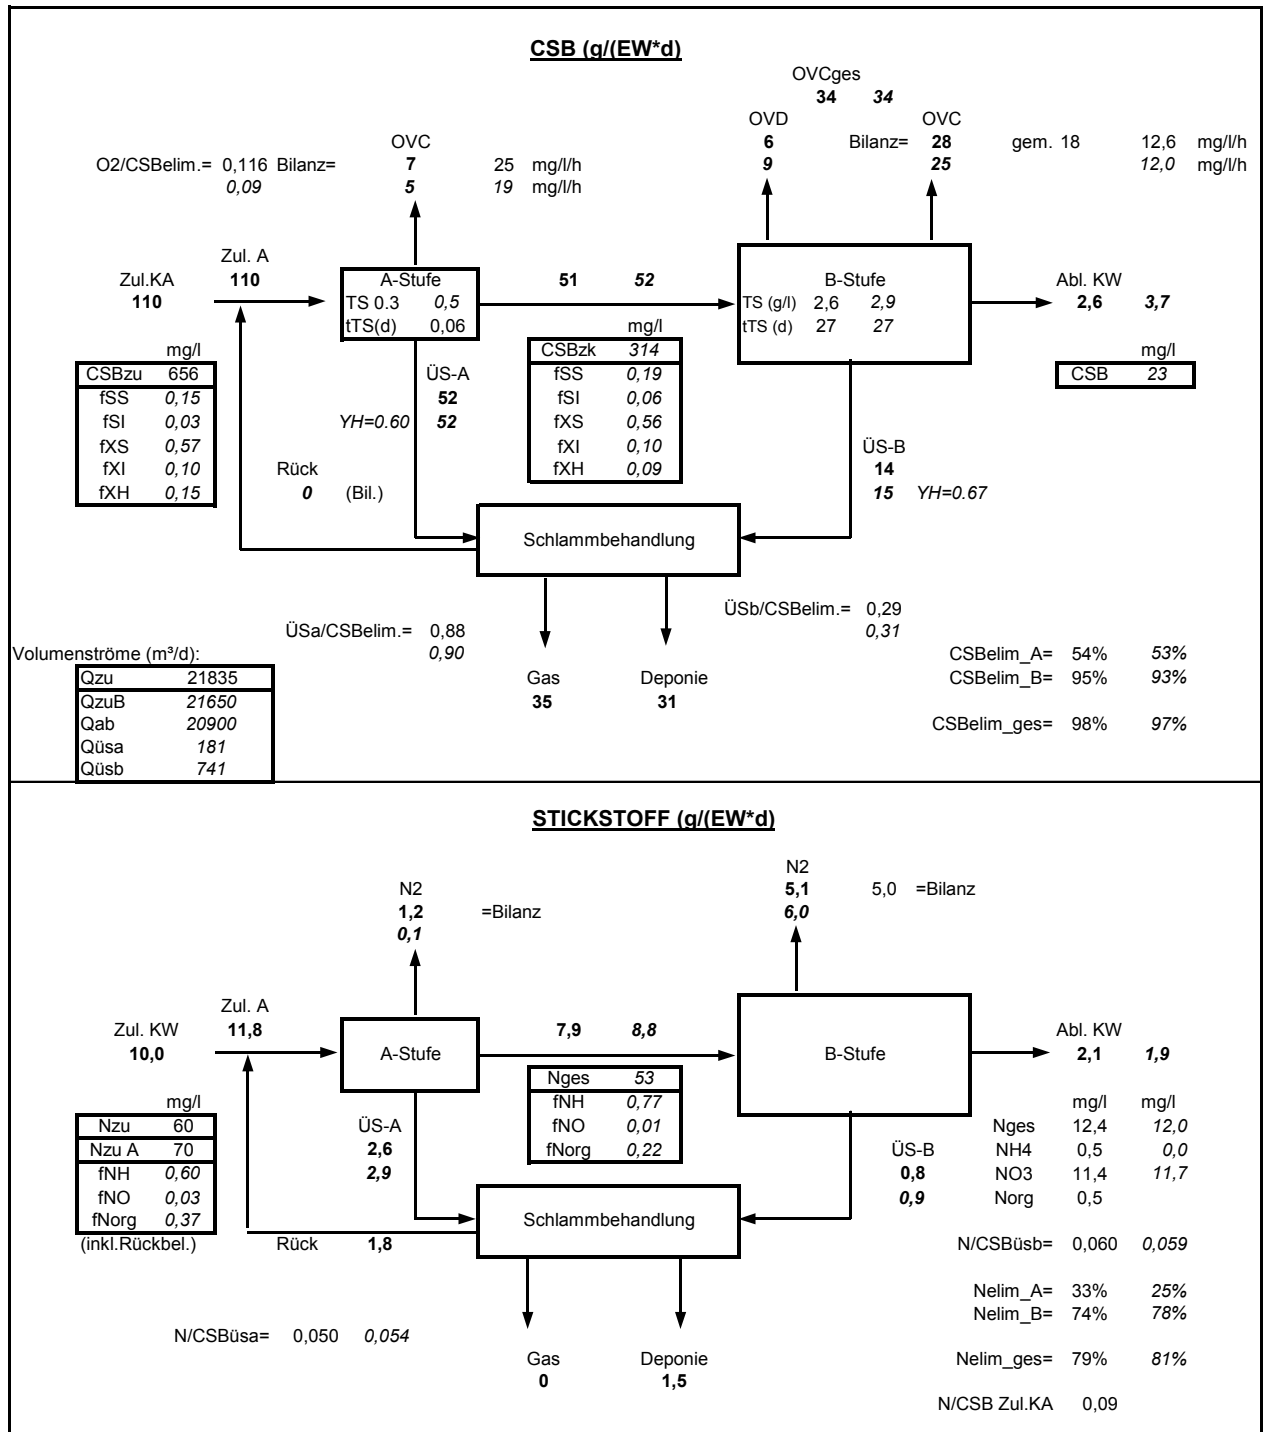 CSB (g/(EW*d)
OVCges
34 34
OVD OVC
OVC 6 Bilanz= 28 gem. 18 12,6 mg/l/h
O2/CSBelim.= 0,116 Bilanz= 7 25 mg/l/h 9 25 12,0 mg/l/h
0,09 5 19 mg/l/h
Zul. A
Zul.KA 110 A-Stufe 51 52 B-Stufe Abl. KW
110 TS 0.3 0,5 TS (g/l) 2,6 2,9 2,6 3,7
tTS(d) 0,06 mg/l tTS (d) 27 27
mg/l CSBzk 314 mg/l
CSBzu 656 ÜS-A fSS 0,19 CSB 23
fSS 0,15 52 fSI 0,06
fSI 0,03 YH=0.60 52 fXS 0,56
fXS 0,57 fXI 0,10 ÜS-B
fXI 0,10 Rück fXH 0,09 14
fXH 0,15 0 (Bil.) 15 YH=0.67
Schlammbehandlung
ÜSb/CSBelim.= 0,29
ÜSa/CSBelim.= 0,88 0,31
0,90
Volumenströme (m³/d): CSBelim_A= 54% 53%
Qzu 21835 Gas Deponie CSBelim_B= 95% 93%
QzuB 21650 35 31
Qab 20900 CSBelim_ges= 98% 97%
Qüsa 181
Qüsb 741
STICKSTOFF (g/(EW*d)
N2
N2 5,1 5,0 =Bilanz
1,2 =Bilanz 6,0
0,1
Zul. A
Zul. KW 11,8 7,9 8,8 Abl. KW
10,0 A-Stufe B-Stufe 2,1 1,9
Nges 53
mg/l fNH 0,77 mg/l mg/l
Nzu 60 ÜS-A fNO 0,01 Nges 12,4 12,0
Nzu A 70 2,6 fNorg 0,22 ÜS-B NH4 0,5 0,0
fNH 0,60 2,9 0,8 NO3 11,4 11,7
fNO 0,03 0,9 Norg 0,5
fNorg 0,37 Schlammbehandlung
(inkl.Rückbel.) Rück 1,8 N/CSBüsb= 0,060 0,059
Nelim_A= 33% 25%
Nelim_B= 74% 78%
N/CSBüsa= 0,050 0,054
Gas Deponie Nelim_ges= 79% 81%
0 1,5
N/CSB Zul.KA 0,09